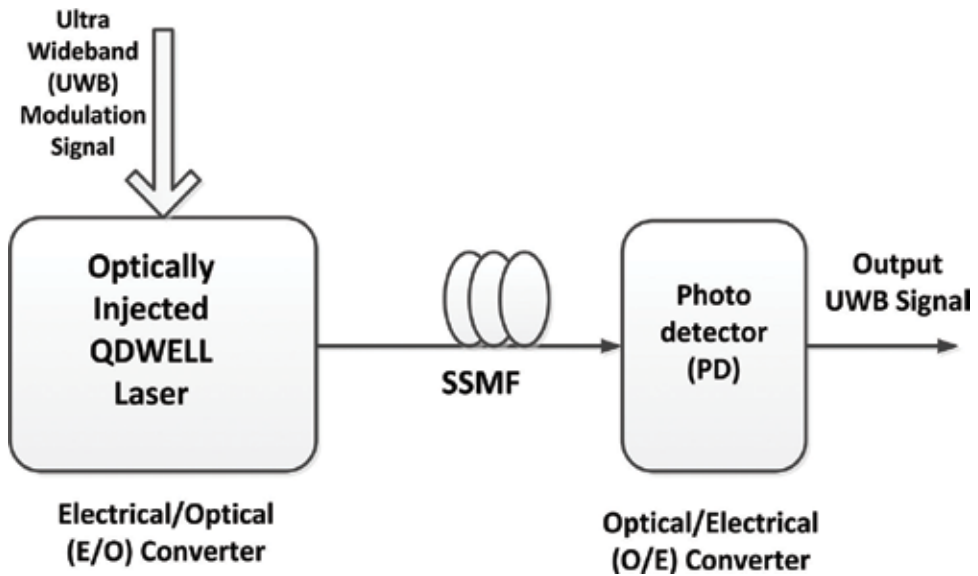 Ultra
Wideband
(UWB)
Modulation
Signal
Optically
Injected
QDWELL
Laser
SSMF
Photo
detector
(PD)
Output
UWB Signal
Electrical/Optical
(E/O) Converter
Optical/Electrical
(O/E) Converter